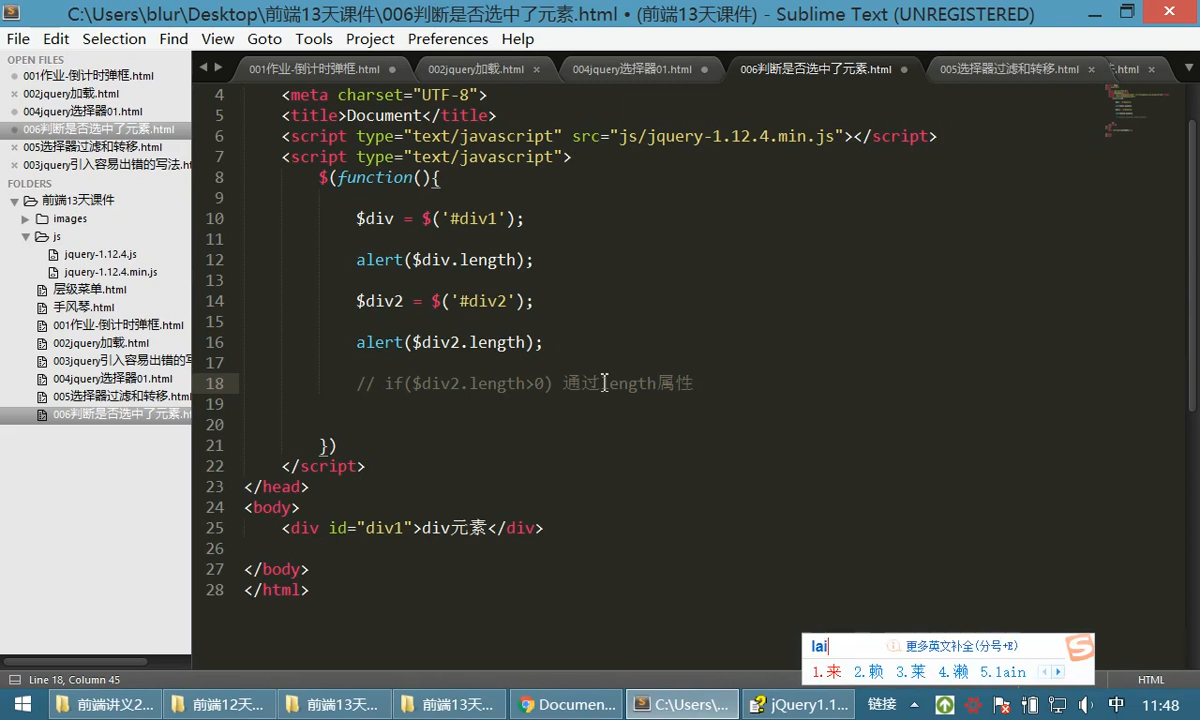 C:\Users\blur\Desktop\前端13天课件\006判断是否选中了元素.html • (前端13天课件) - Sublime Text (UNREGISTERED)
File Edit Selection Find View Goto Tools Project Preferences Help
OPEN FILES
001作业-倒计时弹框.html
002jquery加载.html
004jquery选择器01.html
006判断是否选中了元素.html
005选择器过滤和转移.html
003jquery引入容易出错的写法.ht
FOLDERS
前端13天课件
images
js
jquery-1.12.4.js
jquery-1.12.4.min.js
层级菜单.html
手风琴.html
001作业-倒计时弹框.html
002jquery加载.html
003jquery引入容易出错的写
004jquery选择器01.html
005选择器过滤和转移.html
006判断是否选中了元素.ht
001作业-倒计时弹框.html 002jquery加载.html × 004jquery选择器01.html 006判断是否选中了元素.html 005选择器过滤和转移.html × .html ×
4 <meta charset="UTF-8">
5 <title>Document</title>
6 <script type="text/javascript" src="js/jquery-1.12.4.min.js"></script>
7 <script type="text/javascript">
8 $(function(){
9
10 $div = $('#div1');
11
12 alert($div.length);
13
14 $div2 = $('#div2');
15
16 alert($div2.length);
17
18 // if($div2.length>0) 通过length属性
19
20
21 })
22 </script>
23 </head>
24 <body>
25 <div id="div1">div元素</div>
26
27 </body>
28 </html>
lai 更多英文补全(分号+E)
1.来 2.赖 3.莱 4.濑 5.lain
Line 18, Column 45 HTML
前端讲义2... 前端12天... 前端13天... 前端13天... Documen... C:\Users\... jQuery1.1... 链接 中 11:48